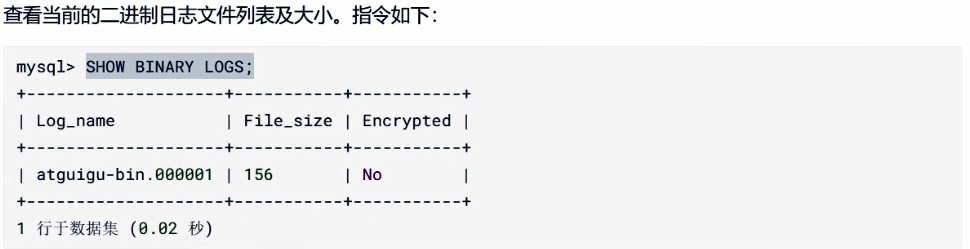 查看当前的二进制日志文件列表及大小。指令如下：
mysql> SHOW BINARY LOGS;
+--------------------+-----------+-----------+
| Log_name           | File_size | Encrypted |
+--------------------+-----------+-----------+
| atguigu-bin.000001 | 156       | No        |
+--------------------+-----------+-----------+
1 行于数据集 (0.02 秒)